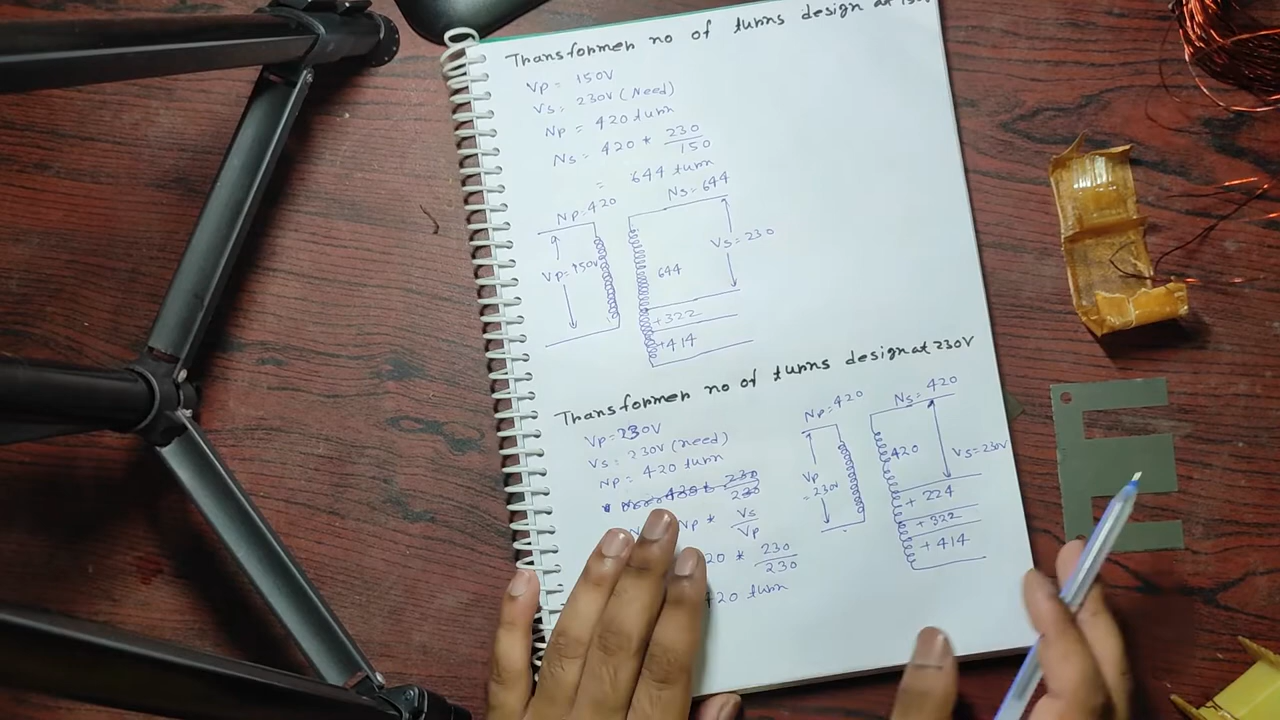 Transformer no of turns design at 150
Vp = 150V
Vs = 230V (Need)
Np = 420 turn
Ns = 420 * 230/150
= 644 turn
Np=420
Ns=644
Vp=150V
Vs=230
644
+322
+414
Transformer no of turns design at 230V
Vp=230V
Vs= 230V (need)
Np = 420 turn
Np * Vs/Vp
20 * 230/230
420 turn
Np=420
Ns=420
Vp = 230V
420
Vs=230V
+ 224
+322
+414